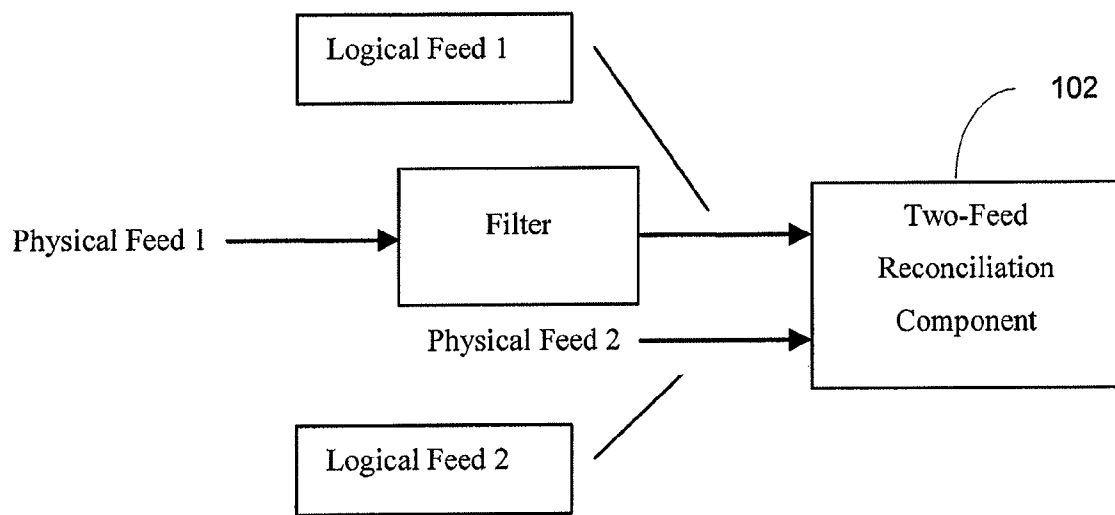 Logical Feed 1
102
Physical Feed 1
Filter
Two-Feed
Reconciliation
Component
Physical Feed 2
Logical Feed 2